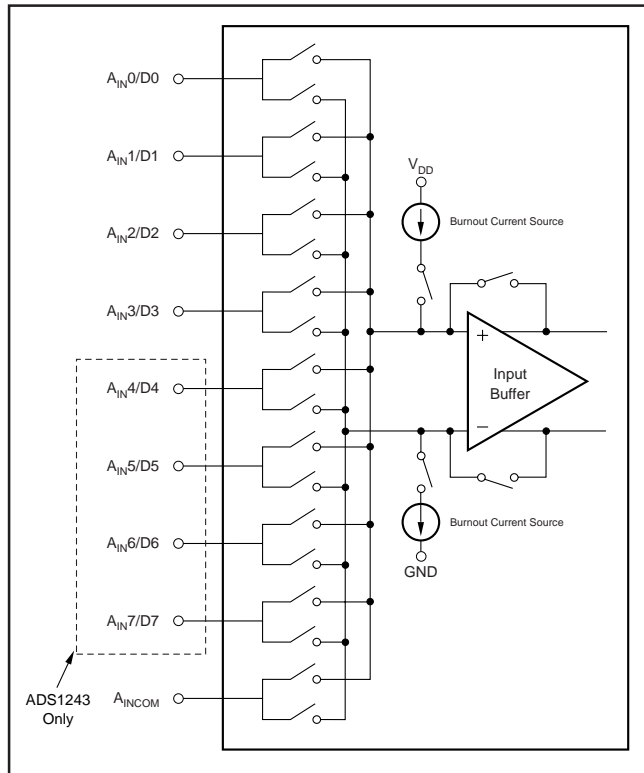 A_IN0/D0
A_IN1/D1
V_DD
Burnout Current Source
A_IN2/D2
A_IN3/D3
+
Input
Buffer
−
A_IN4/D4
A_IN5/D5
Burnout Current Source
GND
A_IN6/D6
A_IN7/D7
ADS1243
Only
A_INCOM